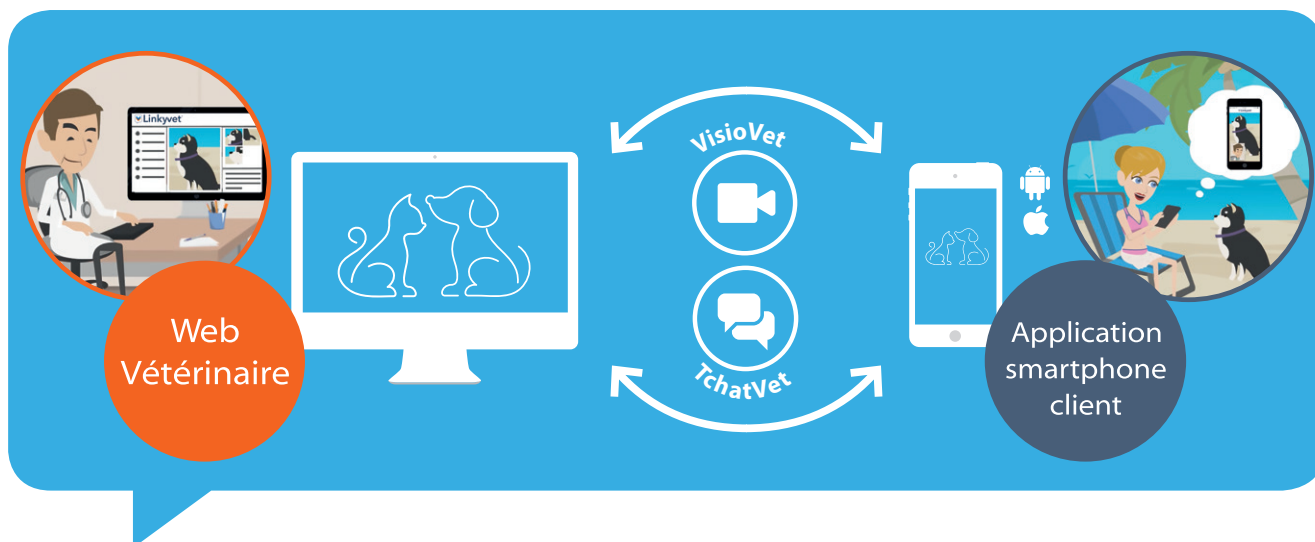 Linkyvet
Web
Vétérinaire
VisioVet
TchatVet
Application
smartphone
client